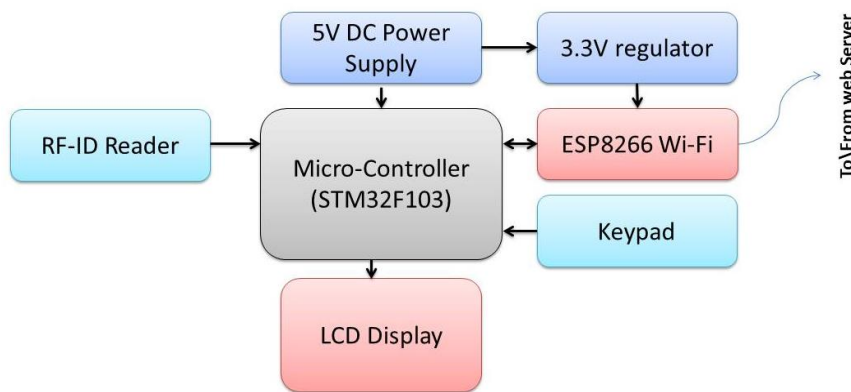 5V DC Power
Supply
3.3V regulator
To\From web Server
RF-ID Reader
Micro-Controller
(STM32F103)
ESP8266 Wi-Fi
Keypad
LCD Display